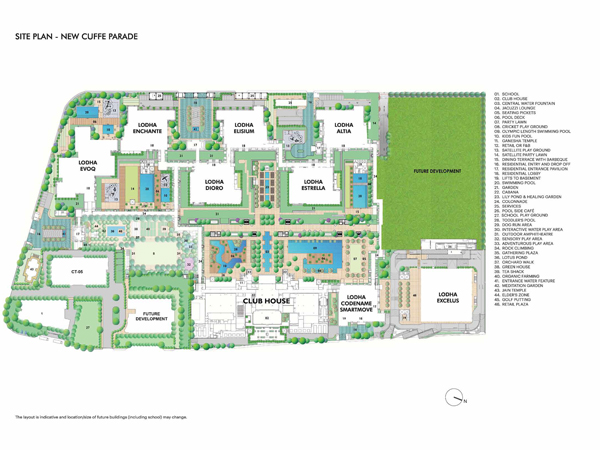 SITE PLAN - NEW CUFFE PARADE
LODHA
ENCHANTE
LODHA
ELISIUM
LODHA
ALTIA
LODHA
EVOQ
LODHA
DIORO
LODHA
ESTRELLA
FUTURE DEVELOPMENT
CT-05
FUTURE
DEVELOPMENT
CLUB HOUSE
LODHA
CODENAME
SMARTMOVE
LODHA
EXCELUS
01. SCHOOL
02. CLUB HOUSE
03. CENTRAL WATER FOUNTAIN
04. JACUZZI LOUNGE
05. SEATING PICKETS
06. POOL DECK
07. PARTY LAWN
08. CRICKET PLAY GROUND
09. OLYMPIC LENGTH SWIMMING POOL
10. KIDS FUN POOL
11. GANESHA TEMPLE
12. RETAIL OR F&B
13. SATELLITE PLAY GROUND
14. SATELLITE PARTY LAWN
15. DINING TERRACE WITH BARBEQUE
16. RESIDENTIAL ENTRY AND DROP OFF
17. RESIDENTIAL ENTRANCE PAVILION
18. RESIDENTIAL LOBBY
19. LIFTS TO BASEMENT
20. SWIMMING POOL
21. GARDEN
22. CABANA
23. LILY POND & HEALING GARDEN
24. COLONNADE
25. SERVICES
26. POOL SIDE CAFÉ
27. SCHOOL PLAY GROUND
28. TODDLER'S POOL
29. DOG RUN AREA
30. INTERACTIVE WATER PLAY AREA
31. OUTDOOR AMPHITHEATRE
32. SENSORY PLAY AREA
33. ADVENTUROUS PLAY AREA
34. ROCK CLIMBING
35. GATHERING PLAZA
36. LOTUS POND
37. ORCHARD WALK
38. GREEN HOUSE
39. TEA SHACK
40. ORGANIC FARMING
41. ENTRANCE WATER FEATURE
42. MEDITATION GARDEN
43. JAIN TEMPLE
44. ELDER'S ZONE
45. GOLF PUTTING
46. RETAIL PLAZA
N
The layout is indicative and location/size of future buildings (including school) may change.